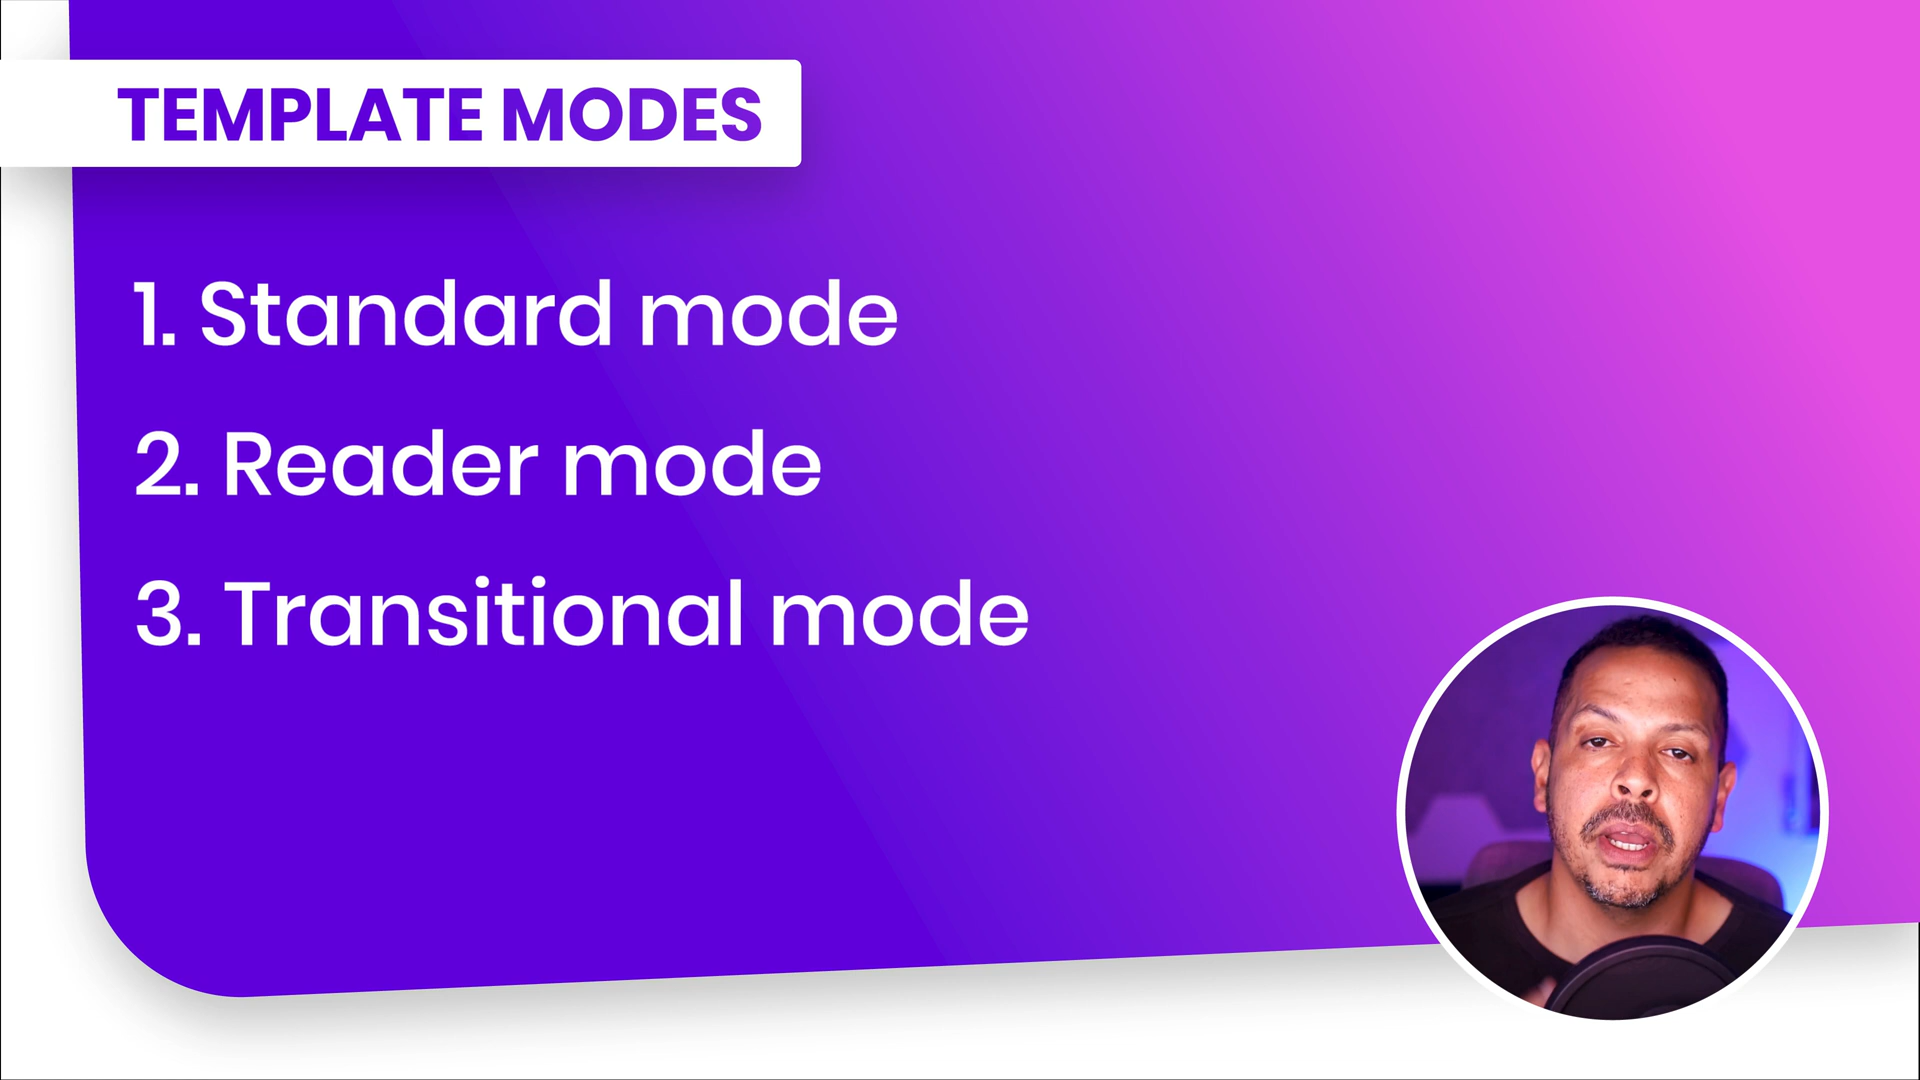 TEMPLATE MODES
1. Standard mode
2. Reader mode
3. Transitional mode